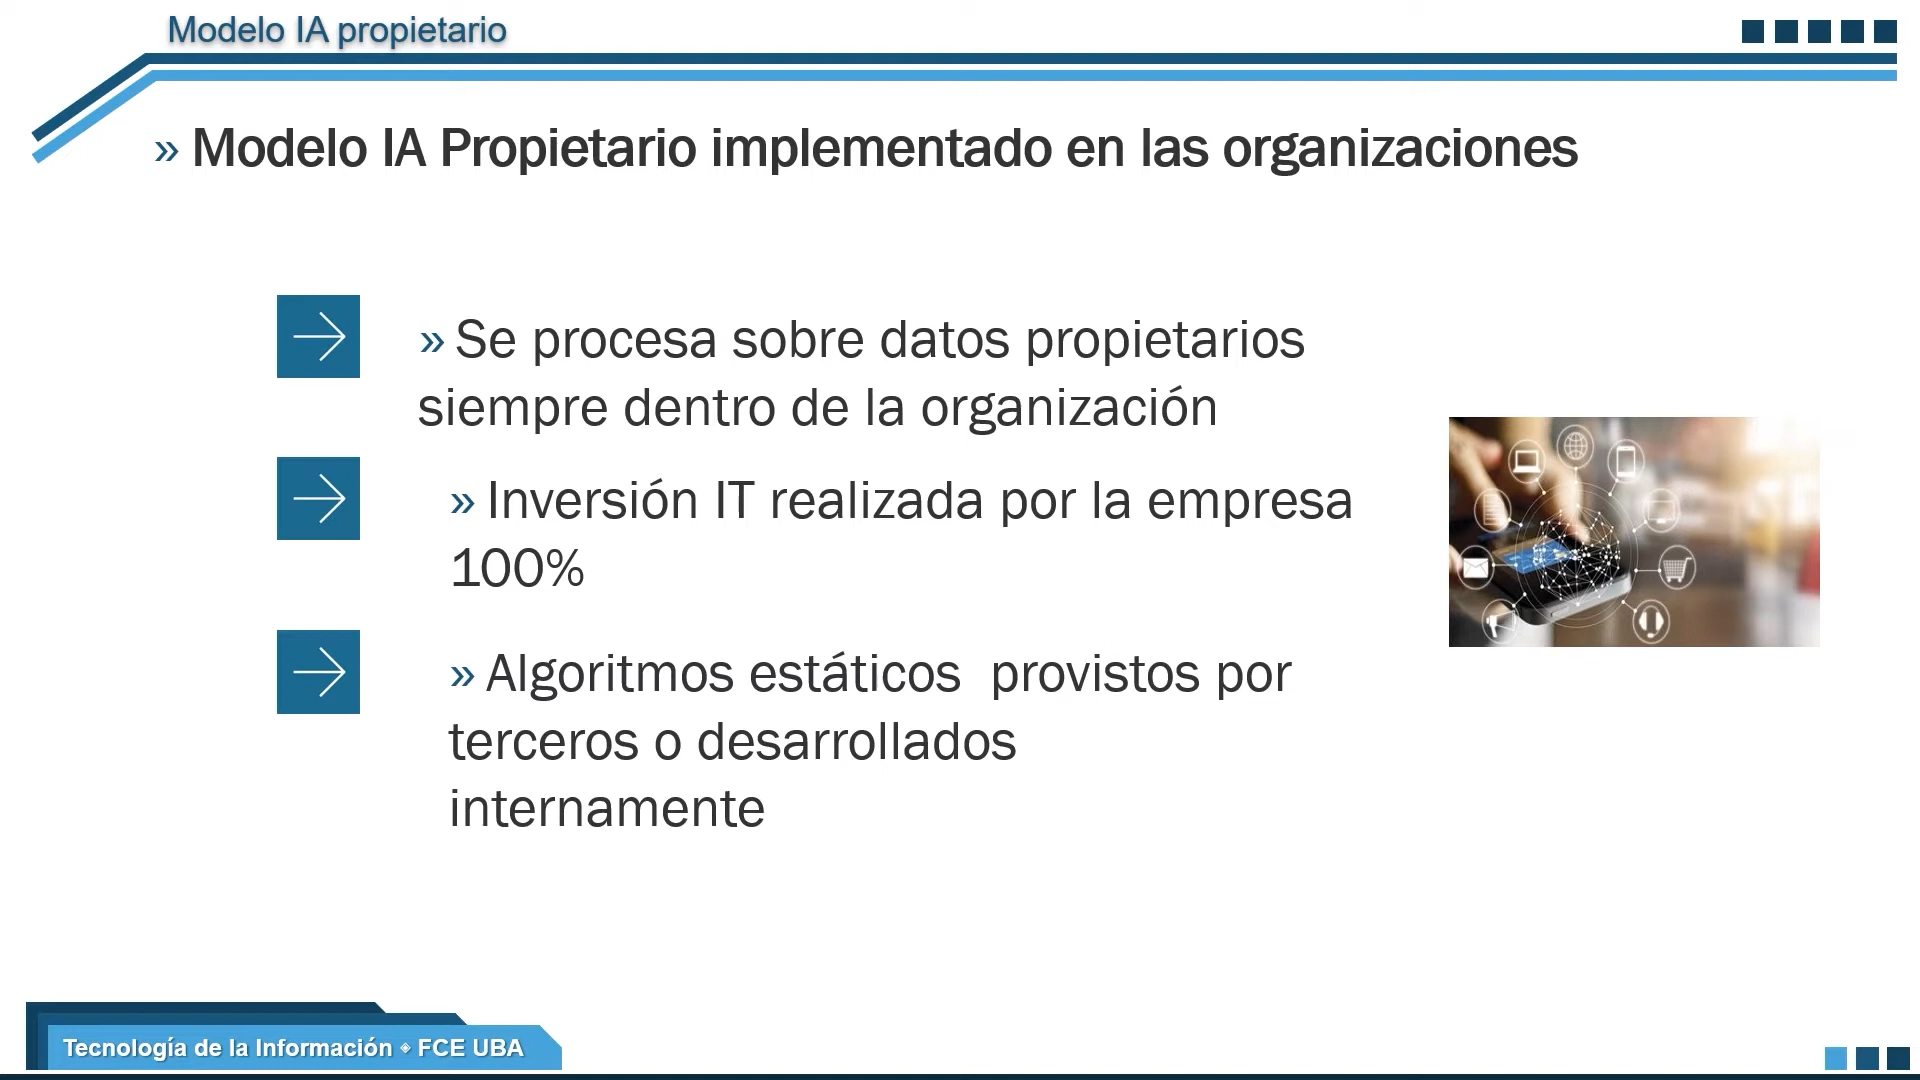 Modelo IA propietario
» Modelo IA Propietario implementado en las organizaciones
» Se procesa sobre datos propietarios
siempre dentro de la organización
» Inversión IT realizada por la empresa
100%
» Algoritmos estáticos  provistos por
terceros o desarrollados
internamente
Tecnología de la Información ◈ FCE UBA